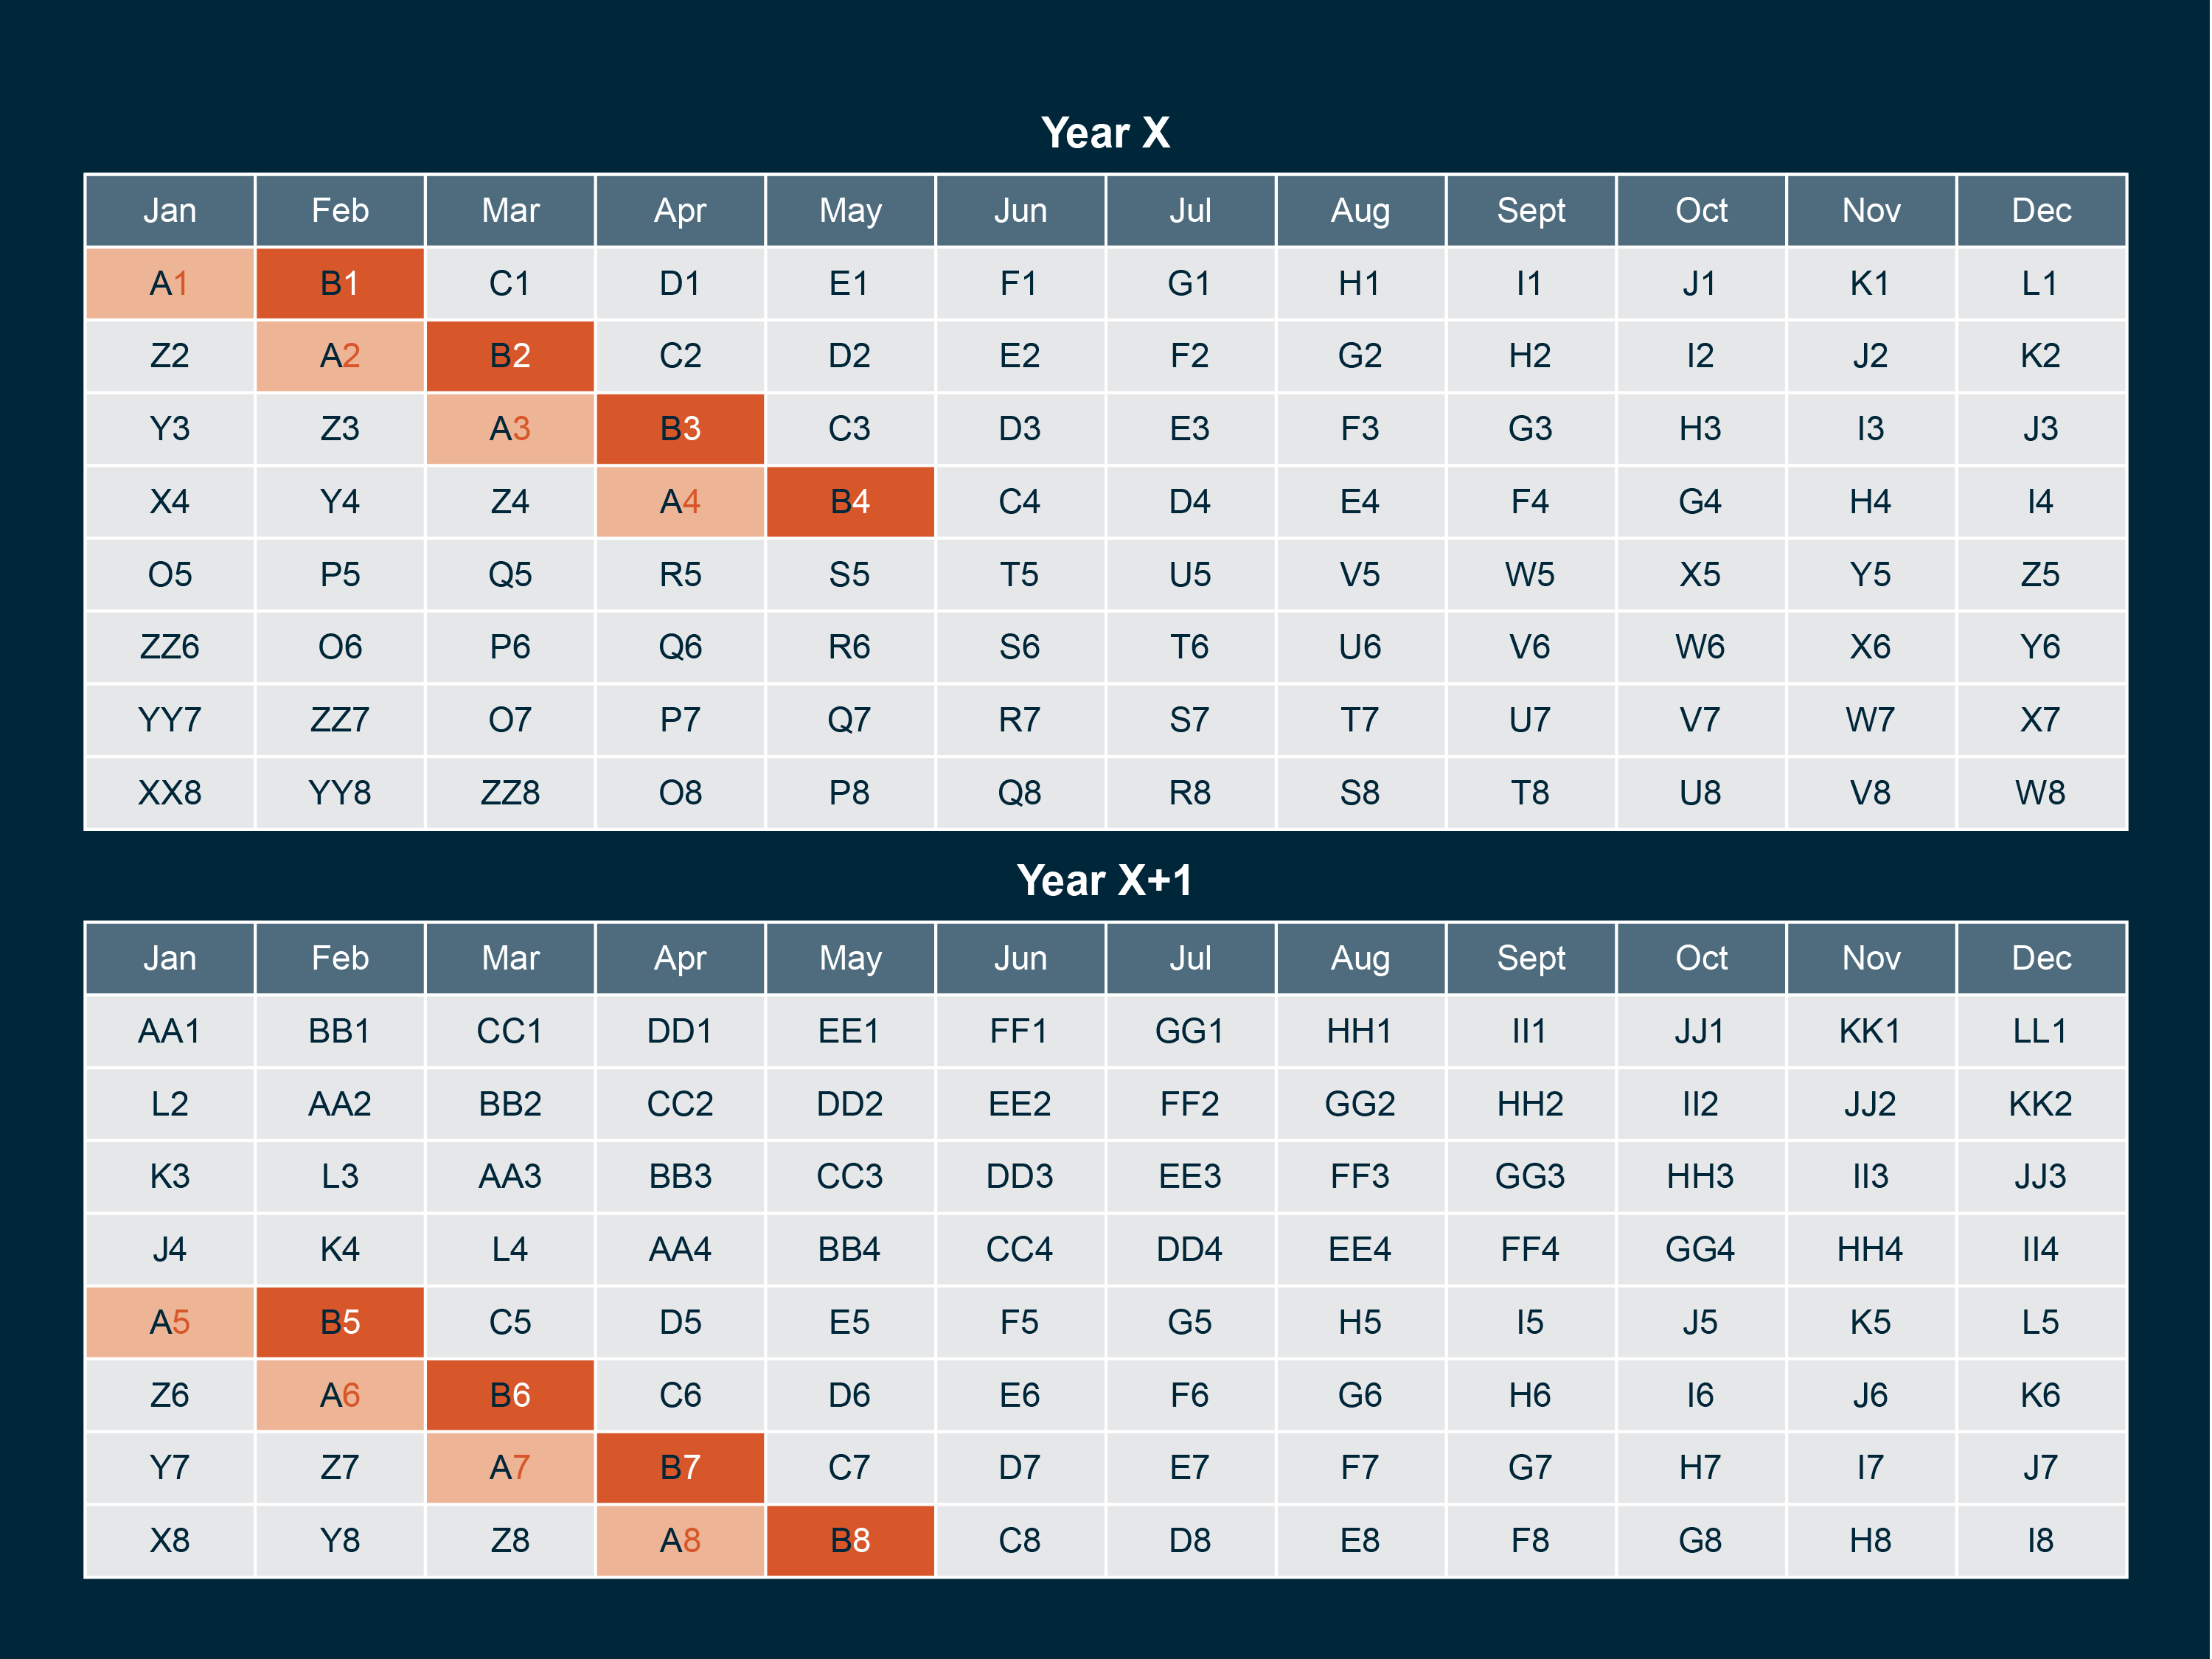 Year X
Jan Feb Mar Apr May Jun Jul Aug Sept Oct Nov Dec
A1 B1 C1 D1 E1 F1 G1 H1 I1 J1 K1 L1
Z2 A2 B2 C2 D2 E2 F2 G2 H2 I2 J2 K2
Y3 Z3 A3 B3 C3 D3 E3 F3 G3 H3 I3 J3
X4 Y4 Z4 A4 B4 C4 D4 E4 F4 G4 H4 I4
O5 P5 Q5 R5 S5 T5 U5 V5 W5 X5 Y5 Z5
ZZ6 O6 P6 Q6 R6 S6 T6 U6 V6 W6 X6 Y6
YY7 ZZ7 O7 P7 Q7 R7 S7 T7 U7 V7 W7 X7
XX8 YY8 ZZ8 O8 P8 Q8 R8 S8 T8 U8 V8 W8
Year X+1
Jan Feb Mar Apr May Jun Jul Aug Sept Oct Nov Dec
AA1 BB1 CC1 DD1 EE1 FF1 GG1 HH1 II1 JJ1 KK1 LL1
L2 AA2 BB2 CC2 DD2 EE2 FF2 GG2 HH2 II2 JJ2 KK2
K3 L3 AA3 BB3 CC3 DD3 EE3 FF3 GG3 HH3 II3 JJ3
J4 K4 L4 AA4 BB4 CC4 DD4 EE4 FF4 GG4 HH4 II4
A5 B5 C5 D5 E5 F5 G5 H5 I5 J5 K5 L5
Z6 A6 B6 C6 D6 E6 F6 G6 H6 I6 J6 K6
Y7 Z7 A7 B7 C7 D7 E7 F7 G7 H7 I7 J7
X8 Y8 Z8 A8 B8 C8 D8 E8 F8 G8 H8 I8